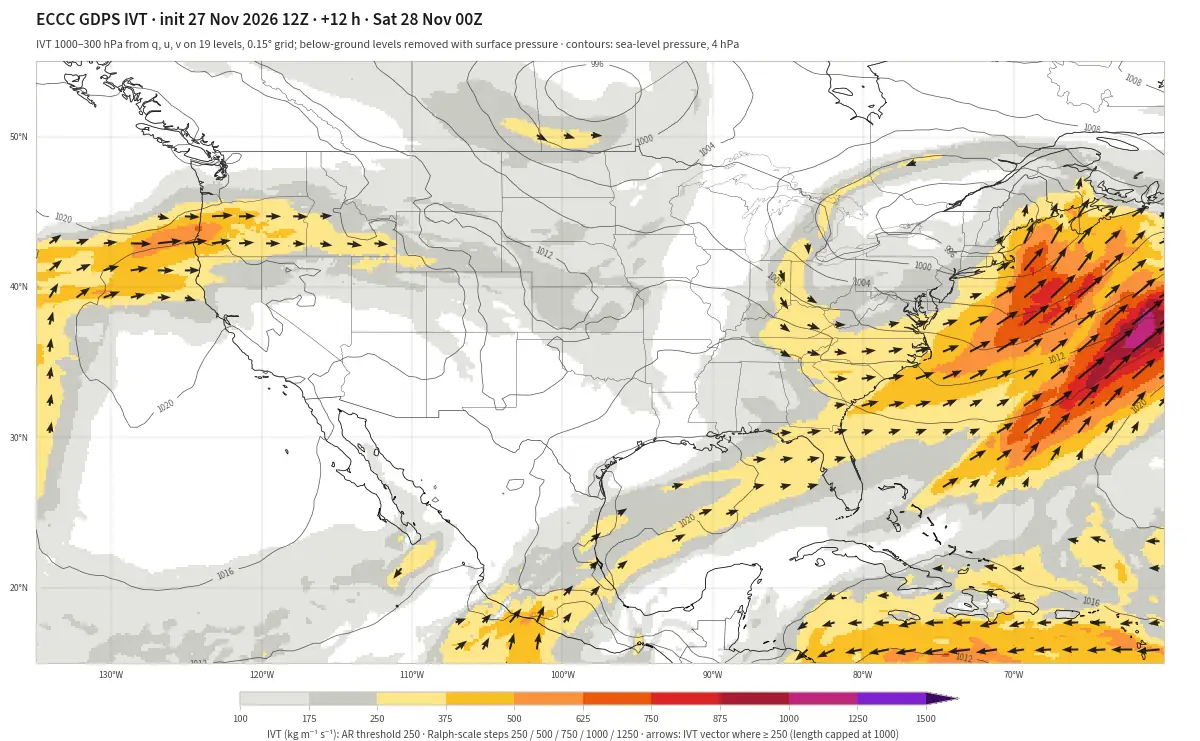 ECCC GDPS IVT · init 27 Nov 2026 12Z · +12 h · Sat 28 Nov 00Z
IVT 1000–300 hPa from q, u, v on 19 levels, 0.15° grid; below-ground levels removed with surface pressure · contours: sea-level pressure, 4 hPa
996
1008
1008
50°N
1000
1004
1020
1012
1000
1004
40°N
1012
1020
1020
30°N
1020
1016
20°N
1016
1012
1012
130°W 120°W 110°W 100°W 90°W 80°W 70°W
100 175 250 375 500 625 750 875 1000 1250 1500
IVT (kg m⁻¹ s⁻¹): AR threshold 250 · Ralph-scale steps 250 / 500 / 750 / 1000 / 1250 · arrows: IVT vector where ≥ 250 (length capped at 1000)